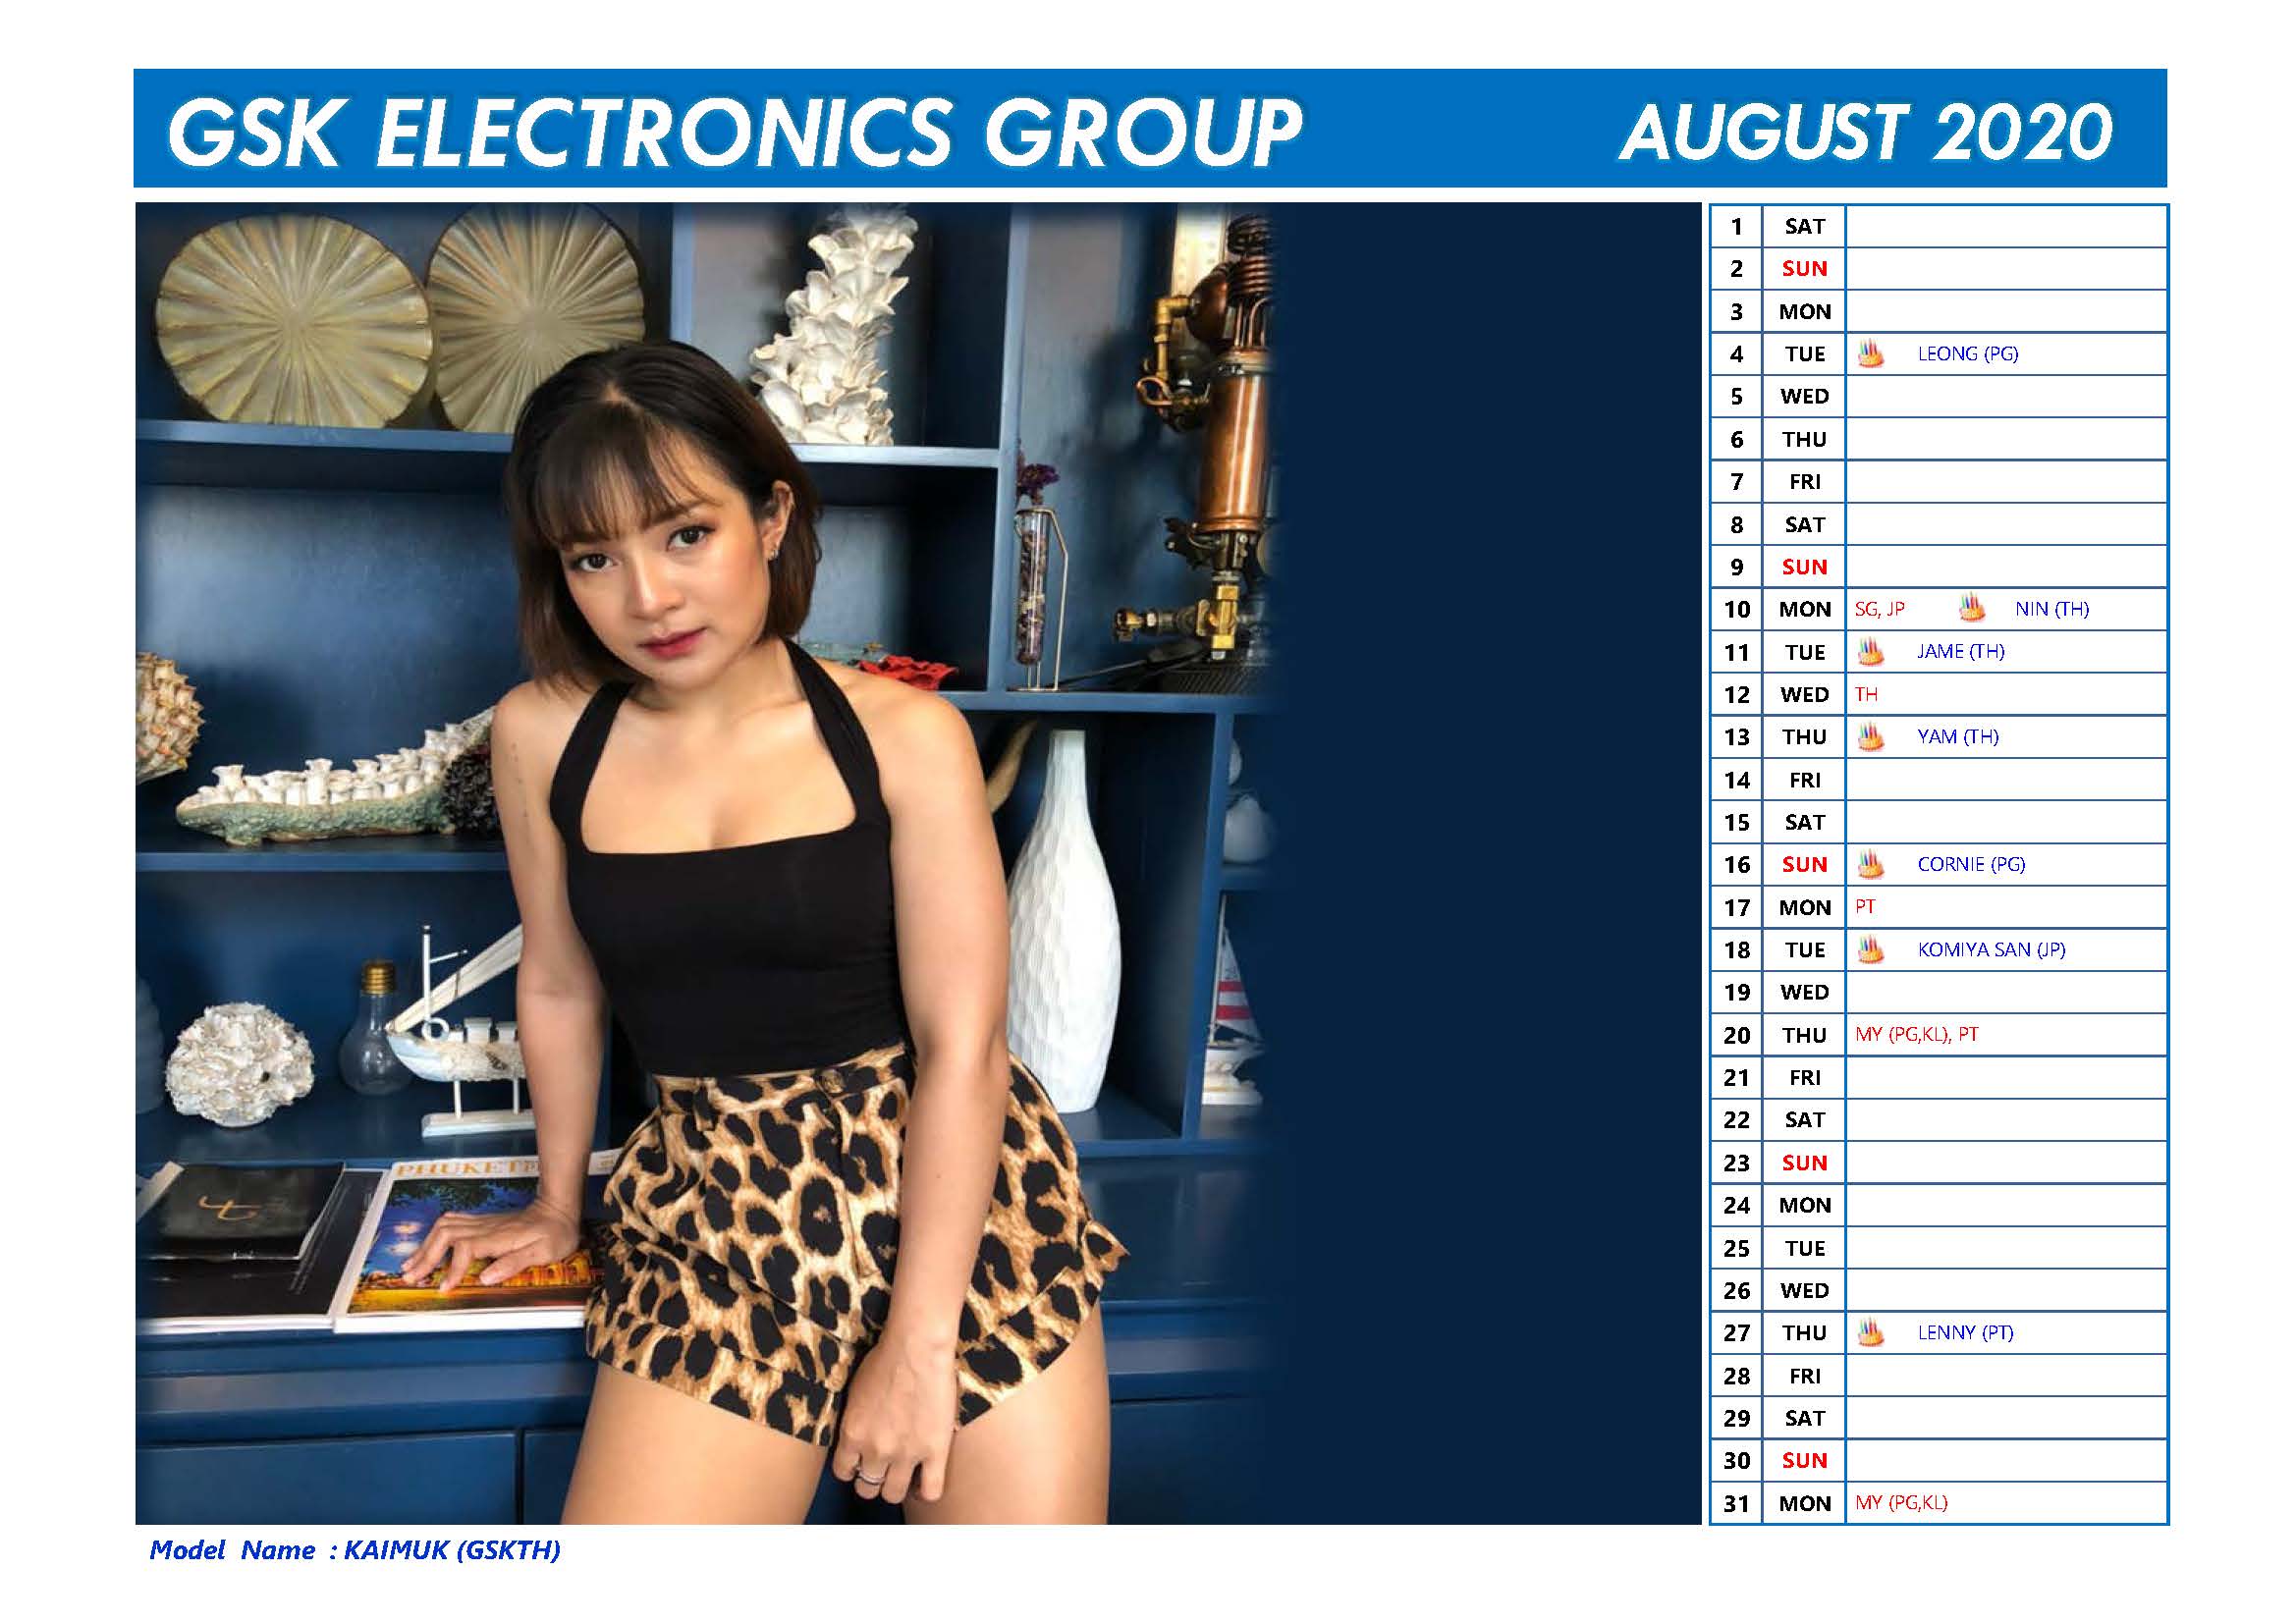 GSK ELECTRONICS GROUP AUGUST 2020
1 SAT
2 SUN
3 MON
4 TUE LEONG (PG)
5 WED
6 THU
7 FRI
8 SAT
9 SUN
10 MON SG, JP NIN (TH)
11 TUE JAME (TH)
12 WED TH
13 THU YAM (TH)
14 FRI
15 SAT
16 SUN CORNIE (PG)
17 MON PT
18 TUE KOMIYA SAN (JP)
19 WED
20 THU MY (PG,KL), PT
21 FRI
22 SAT
23 SUN
24 MON
25 TUE
26 WED
27 THU LENNY (PT)
28 FRI
29 SAT
30 SUN
31 MON MY (PG,KL)
PHUKET
Model Name : KAIMUK (GSKTH)